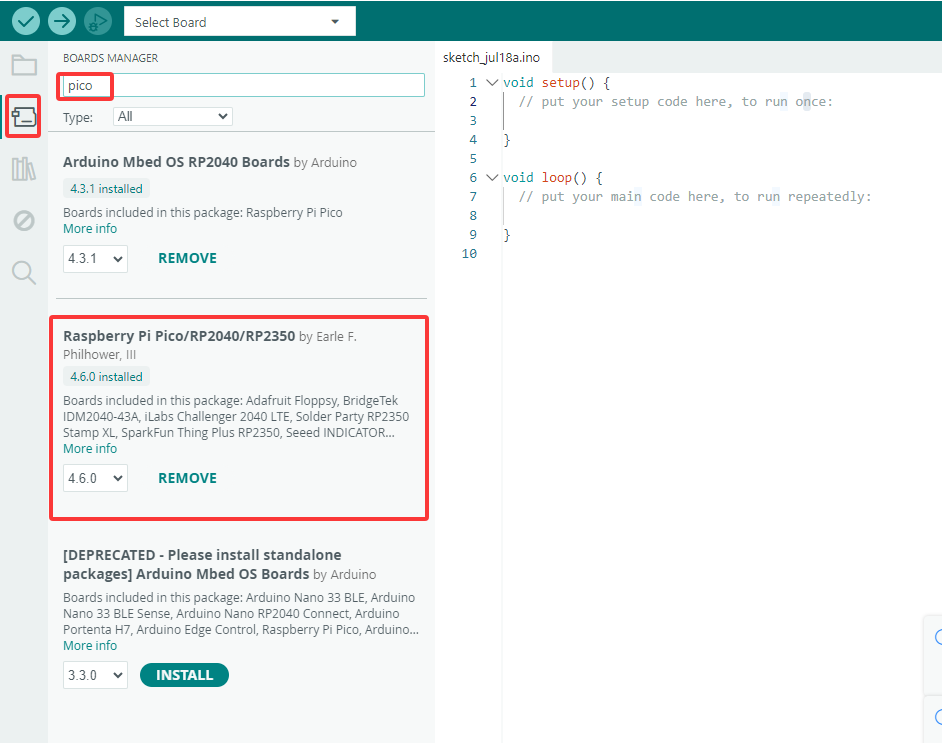 Select Board
BOARDS MANAGER
pico
Type: All
Arduino Mbed OS RP2040 Boards by Arduino
4.3.1 installed
Boards included in this package: Raspberry Pi Pico
More info
4.3.1 REMOVE
Raspberry Pi Pico/RP2040/RP2350 by Earle F.
Philhower, III
4.6.0 installed
Boards included in this package: Adafruit Floppsy, BridgeTek
IDM2040-43A, iLabs Challenger 2040 LTE, Solder Party RP2350
Stamp XL, SparkFun Thing Plus RP2350, Seeed INDICATOR...
More info
4.6.0 REMOVE
[DEPRECATED - Please install standalone
packages] Arduino Mbed OS Boards by Arduino
Boards included in this package: Arduino Nano 33 BLE, Arduino
Nano 33 BLE Sense, Arduino Nano RP2040 Connect, Arduino
Portenta H7, Arduino Edge Control, Raspberry Pi Pico, Arduino...
More info
3.3.0 INSTALL
sketch_jul18a.ino
1 void setup() {
2 // put your setup code here, to run once:
3
4 }
5
6 void loop() {
7 // put your main code here, to run repeatedly:
8
9 }
10